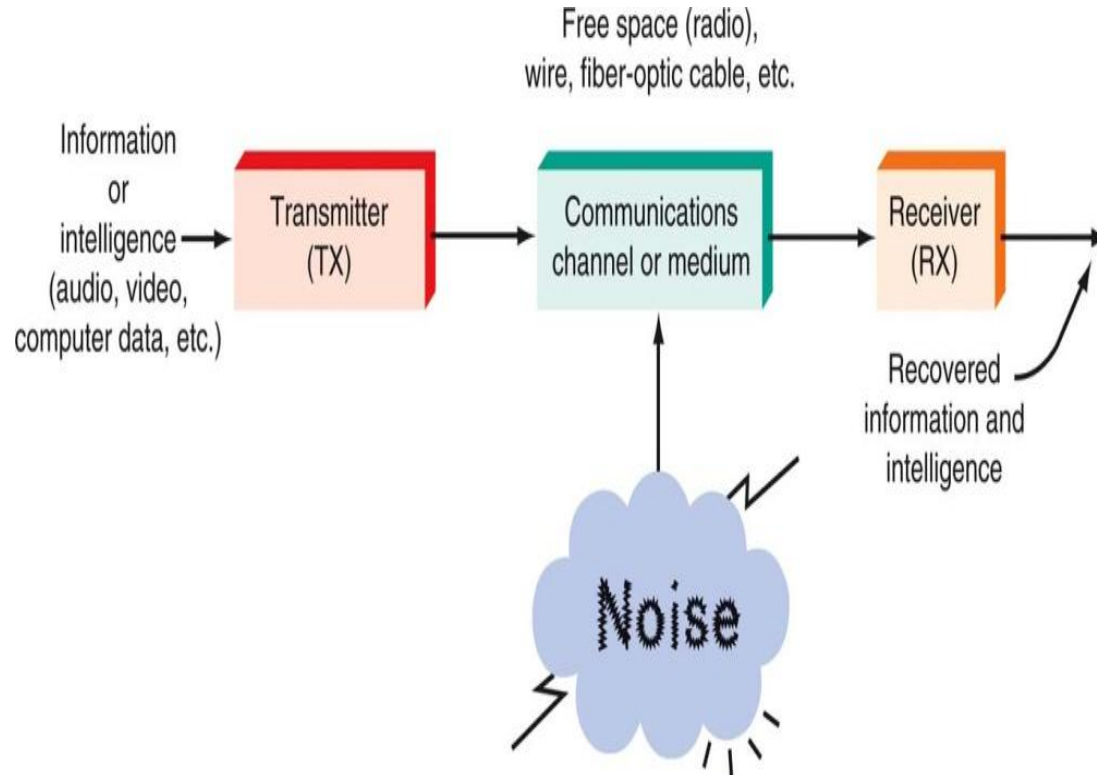 Free space (radio),
wire, fiber-optic cable, etc.
Information
or
intelligence
(audio, video,
computer data, etc.)
Transmitter
(TX)
Communications
channel or medium
Receiver
(RX)
Recovered
information and
intelligence
Noise